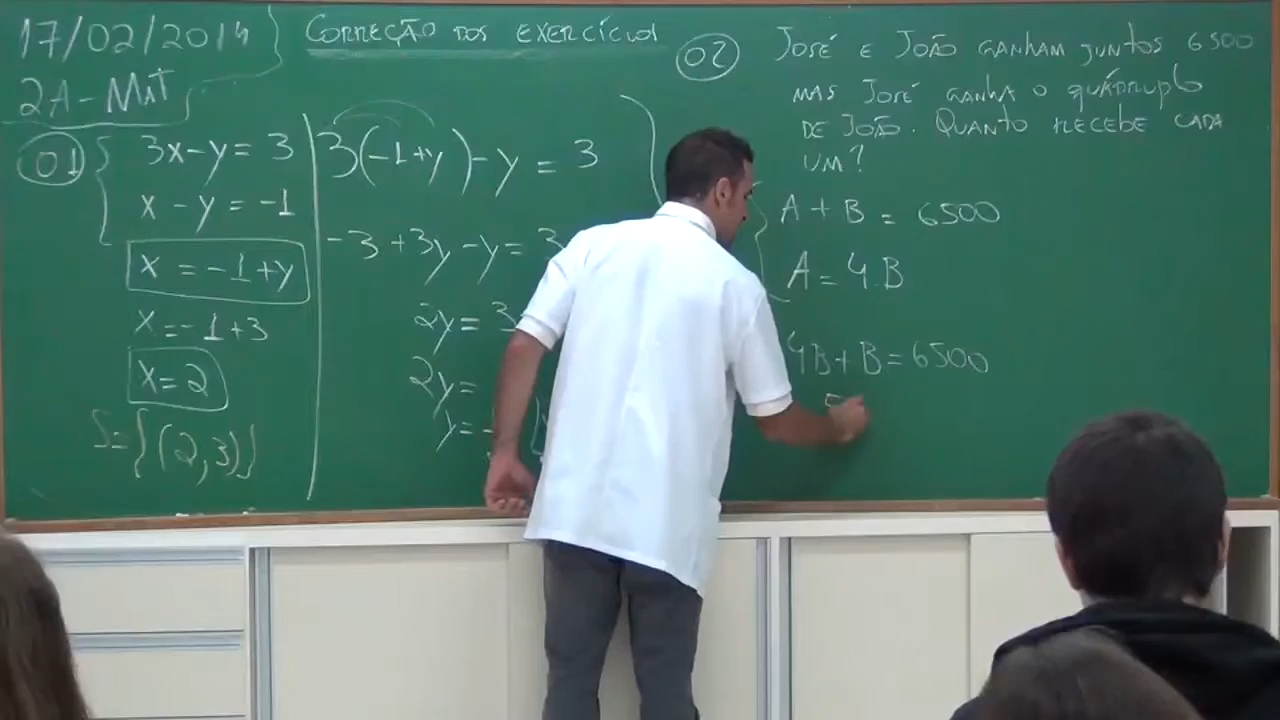 17/02/2014
2A - MAT
CORREÇÃO DOS EXERCÍCIOS
01
3x-y=3
x-y=-1
x=-1+y
x=-1+3
x=2
S={(2,3)}
3(-1+y)-y=3
-3+3y-y=3
2y=3
2y=
y=
02
JOSÉ E JOÃO GANHAM JUNTOS 6500
MAS JOSÉ GANHA O QUÁDRUPLO
DE JOÃO. QUANTO RECEBE CADA
UM?
A+B=6500
A=4.B
4B+B=6500